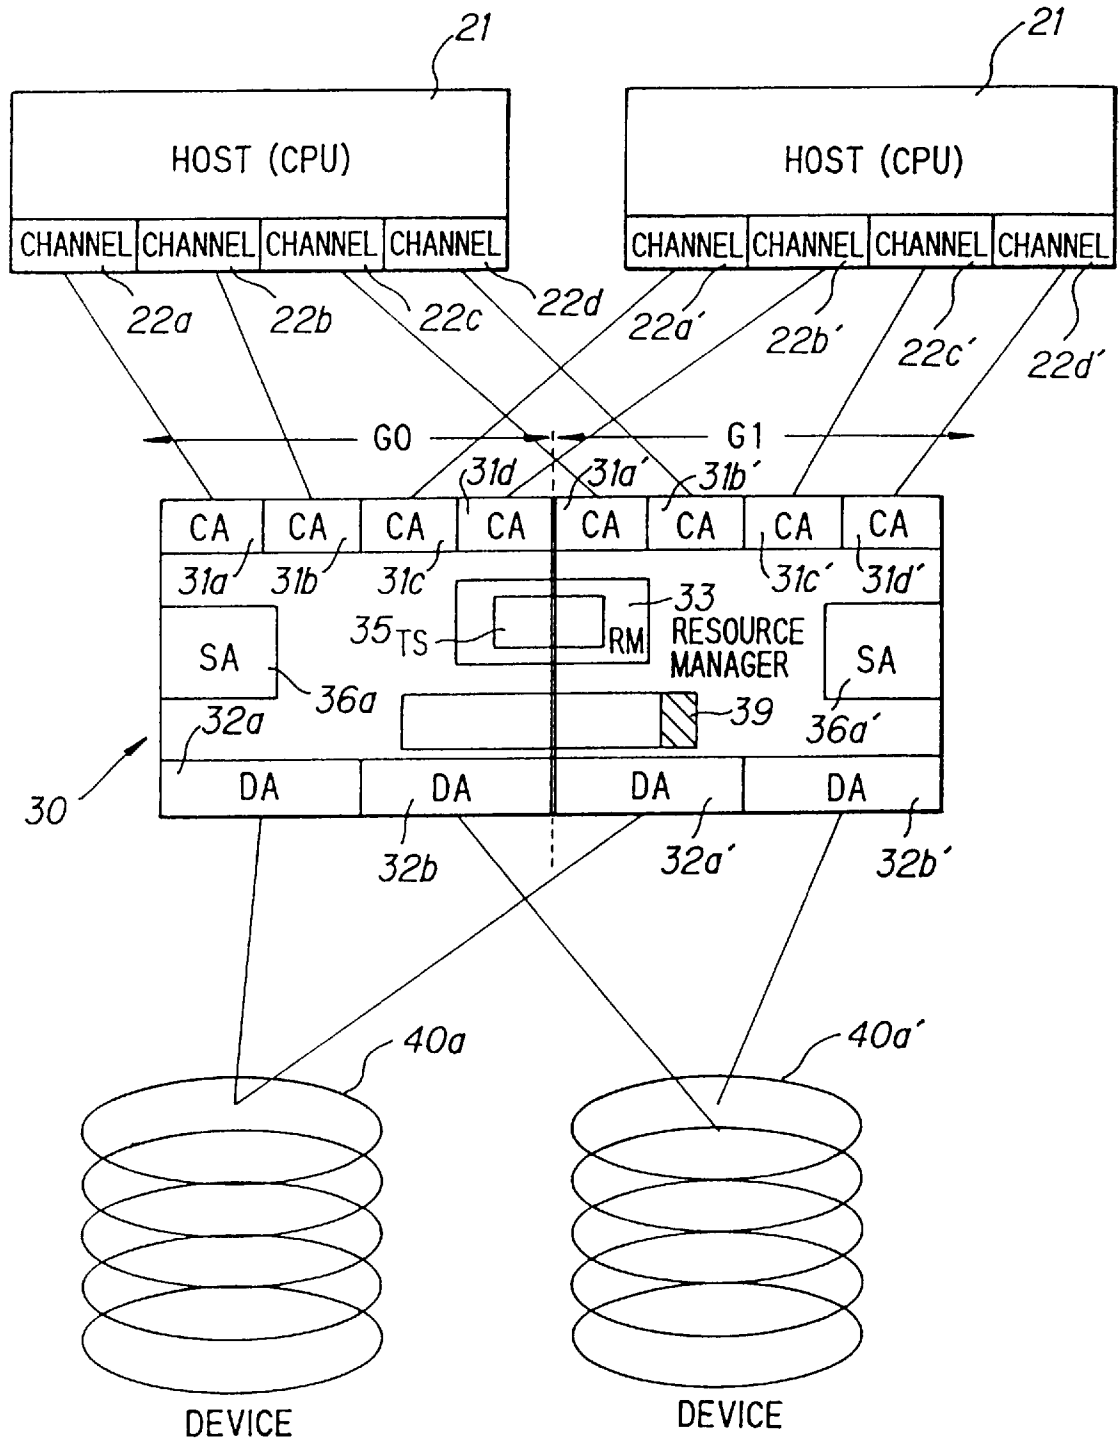 21
21
HOST (CPU)
HOST (CPU)
CHANNEL CHANNEL CHANNEL CHANNEL
CHANNEL CHANNEL CHANNEL CHANNEL
22a 22b 22c 22d
22a′ 22b′ 22c′ 22d′
G0 G1
31d 31a′ 31b′
CA CA CA CA CA CA CA CA
31a 31b 31c 31c′ 31d′
33
35 TS RM RESOURCE
MANAGER
SA SA
36a 36a′
39
32a
DA DA DA DA
30
32b 32a′ 32b′
40a 40a′
DEVICE DEVICE